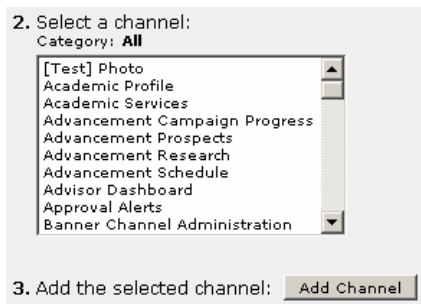 2. Select a channel:
Category: All
[Test] Photo
Academic Profile
Academic Services
Advancement Campaign Progress
Advancement Prospects
Advancement Research
Advancement Schedule
Advisor Dashboard
Approval Alerts
Banner Channel Administration
3. Add the selected channel: Add Channel